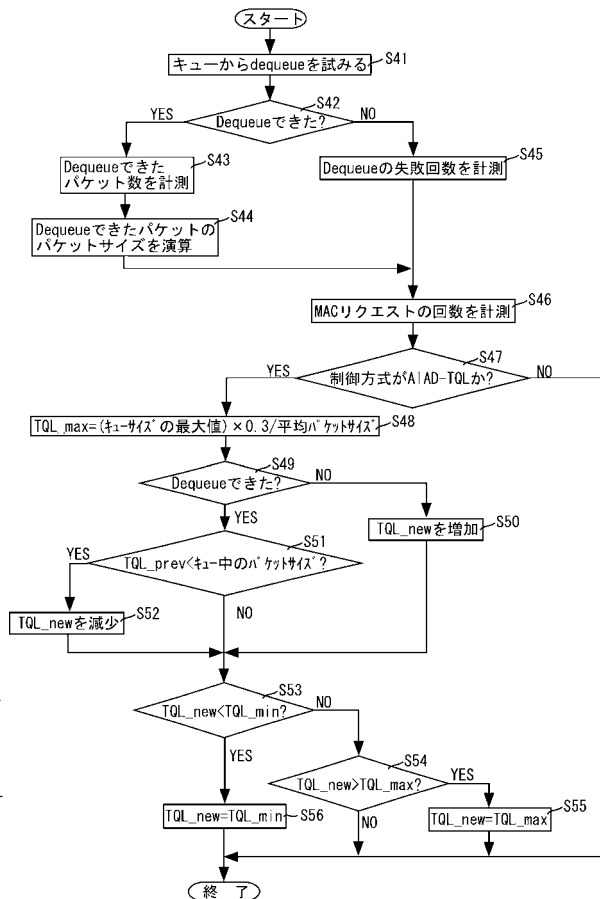 スタート
キューからdequeueを試みる
S41
S42
YES
Dequeueできた?
NO
Dequeueできた
パケット数を計測
S43
Dequeueの失敗回数を計測
S45
Dequeueできたパケットの
パケットサイズを演算
S44
S46
MACリクエストの回数を計測
S47
YES
制御方式がAIAD-TQLか?
NO
TQL_max=(キューサイズの最大値)×0.3/平均パケットサイズ
S48
S49
Dequeueできた?
NO
YES
TQL_newを増加
S50
S51
YES
TQL_prev<キュー中のパケットサイズ?
NO
TQL_newを減少
S52
S53
TQL_new<TQL_min?
NO
YES
S54
TQL_new>TQL_max?
YES
NO
TQL_new=TQL_min
S56
TQL_new=TQL_max
S55
終 了